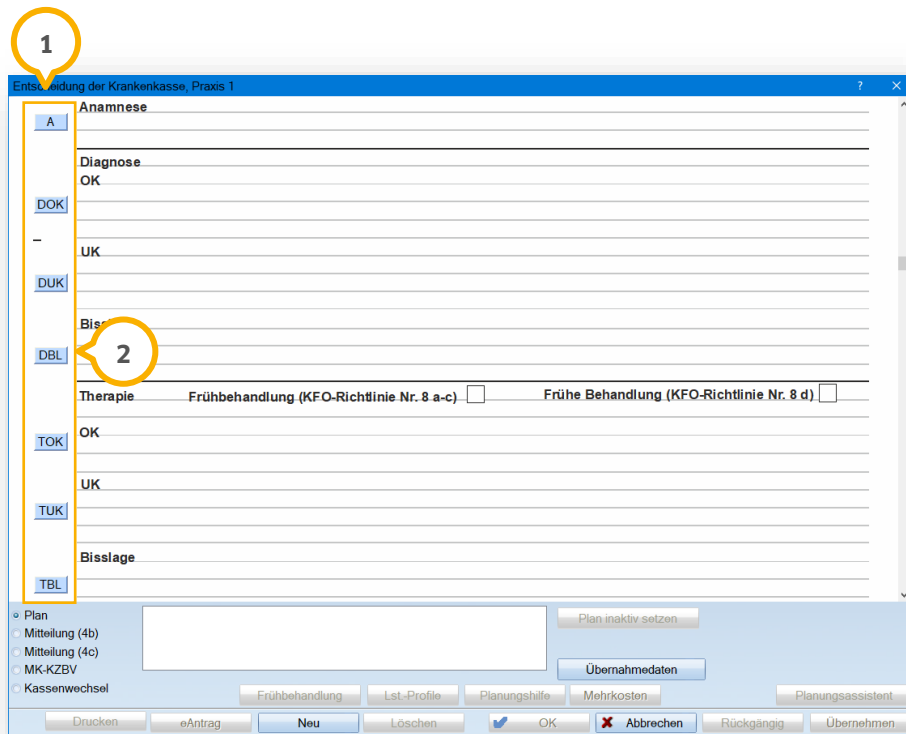 1
Entscheidung der Krankenkasse, Praxis 1 ? ×
Anamnese
A
Diagnose
OK
DOK
–
UK
DUK
DBL
2
Therapie Frühbehandlung (KFO-Richtlinie Nr. 8 a-c) Frühe Behandlung (KFO-Richtlinie Nr. 8 d)
OK
TOK
UK
TUK
Bisslage
TBL
Plan
Plan inaktiv setzen
Mitteilung (4b)
Mitteilung (4c)
MK-KZBV
Übernahmedaten
Kassenwechsel
Frühbehandlung Lst.-Profile Planungshilfe Mehrkosten Planungsassistent
Drucken eAntrag Neu Löschen OK Abbrechen Rückgängig Übernehmen